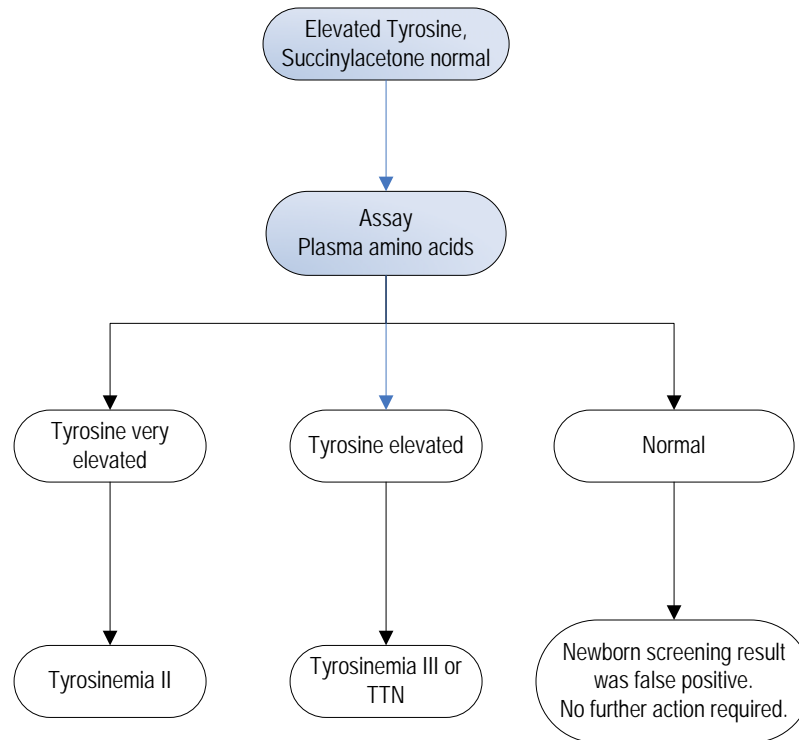 Elevated Tyrosine,
Succinylacetone normal
Assay
Plasma amino acids
Tyrosine very
elevated
Tyrosine elevated
Normal
Tyrosinemia II
Tyrosinemia III or
TTN
Newborn screening result
was false positive.
No further action required.